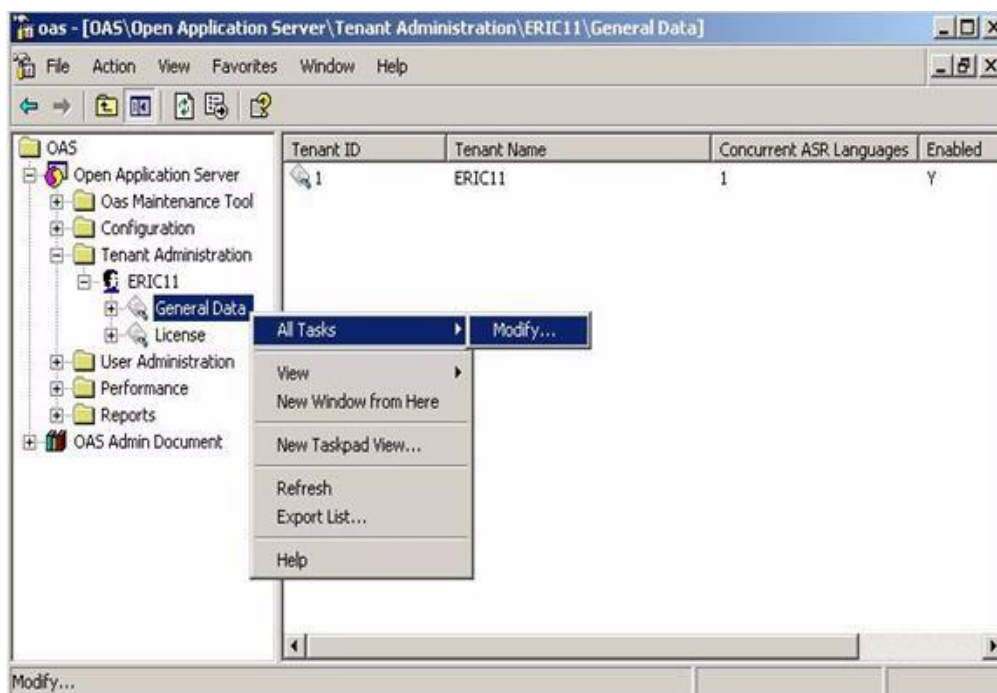 oas - [OAS\Open Application Server\Tenant Administration\ERIC11\General Data]
File Action View Favorites Window Help
OAS
Open Application Server
Oas Maintenance Tool
Configuration
Tenant Administration
ERIC11
General Data
License
User Administration
Performance
Reports
OAS Admin Document
Tenant ID Tenant Name Concurrent ASR Languages Enabled
1 ERIC11 1 Y
All Tasks
Modify...
View
New Window from Here
New Taskpad View...
Refresh
Export List...
Help
Modify...